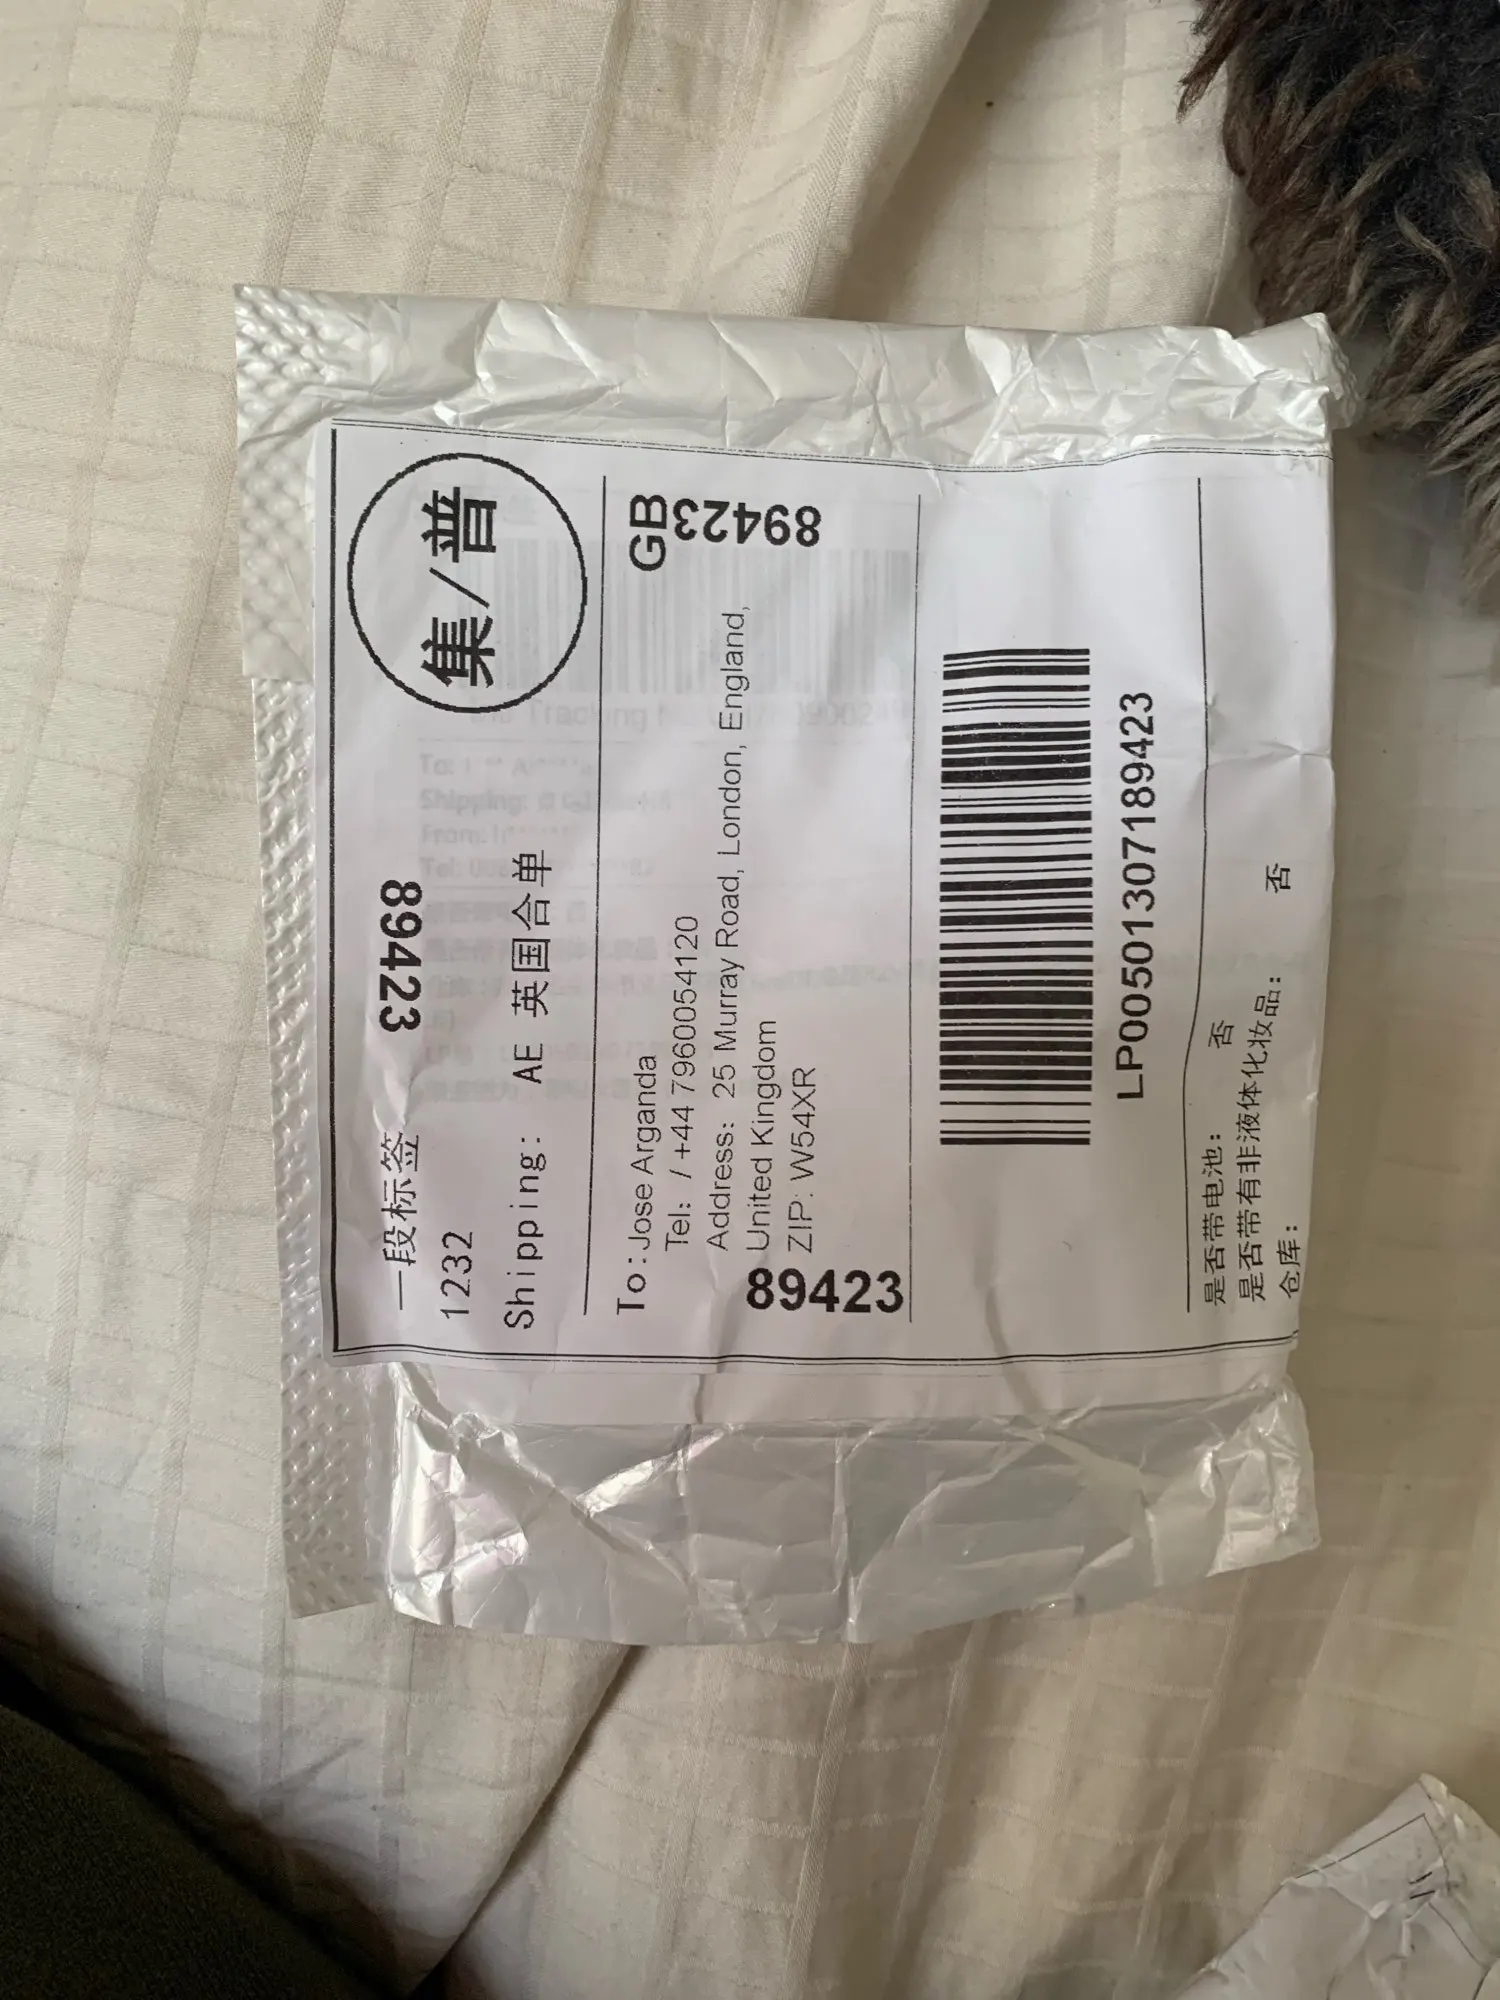 集/普
一段标签 89423
1232
Shipping: AE 英国合单
GB
89423
To: Jose Arganda
Tel: / +44 7960054120
Address: 25 Murray Road, London, England,
United Kingdom
ZIP: W54XR
89423
LP00501307189423
是否带电池: 否
是否带有非液体化妆品: 否
仓库: